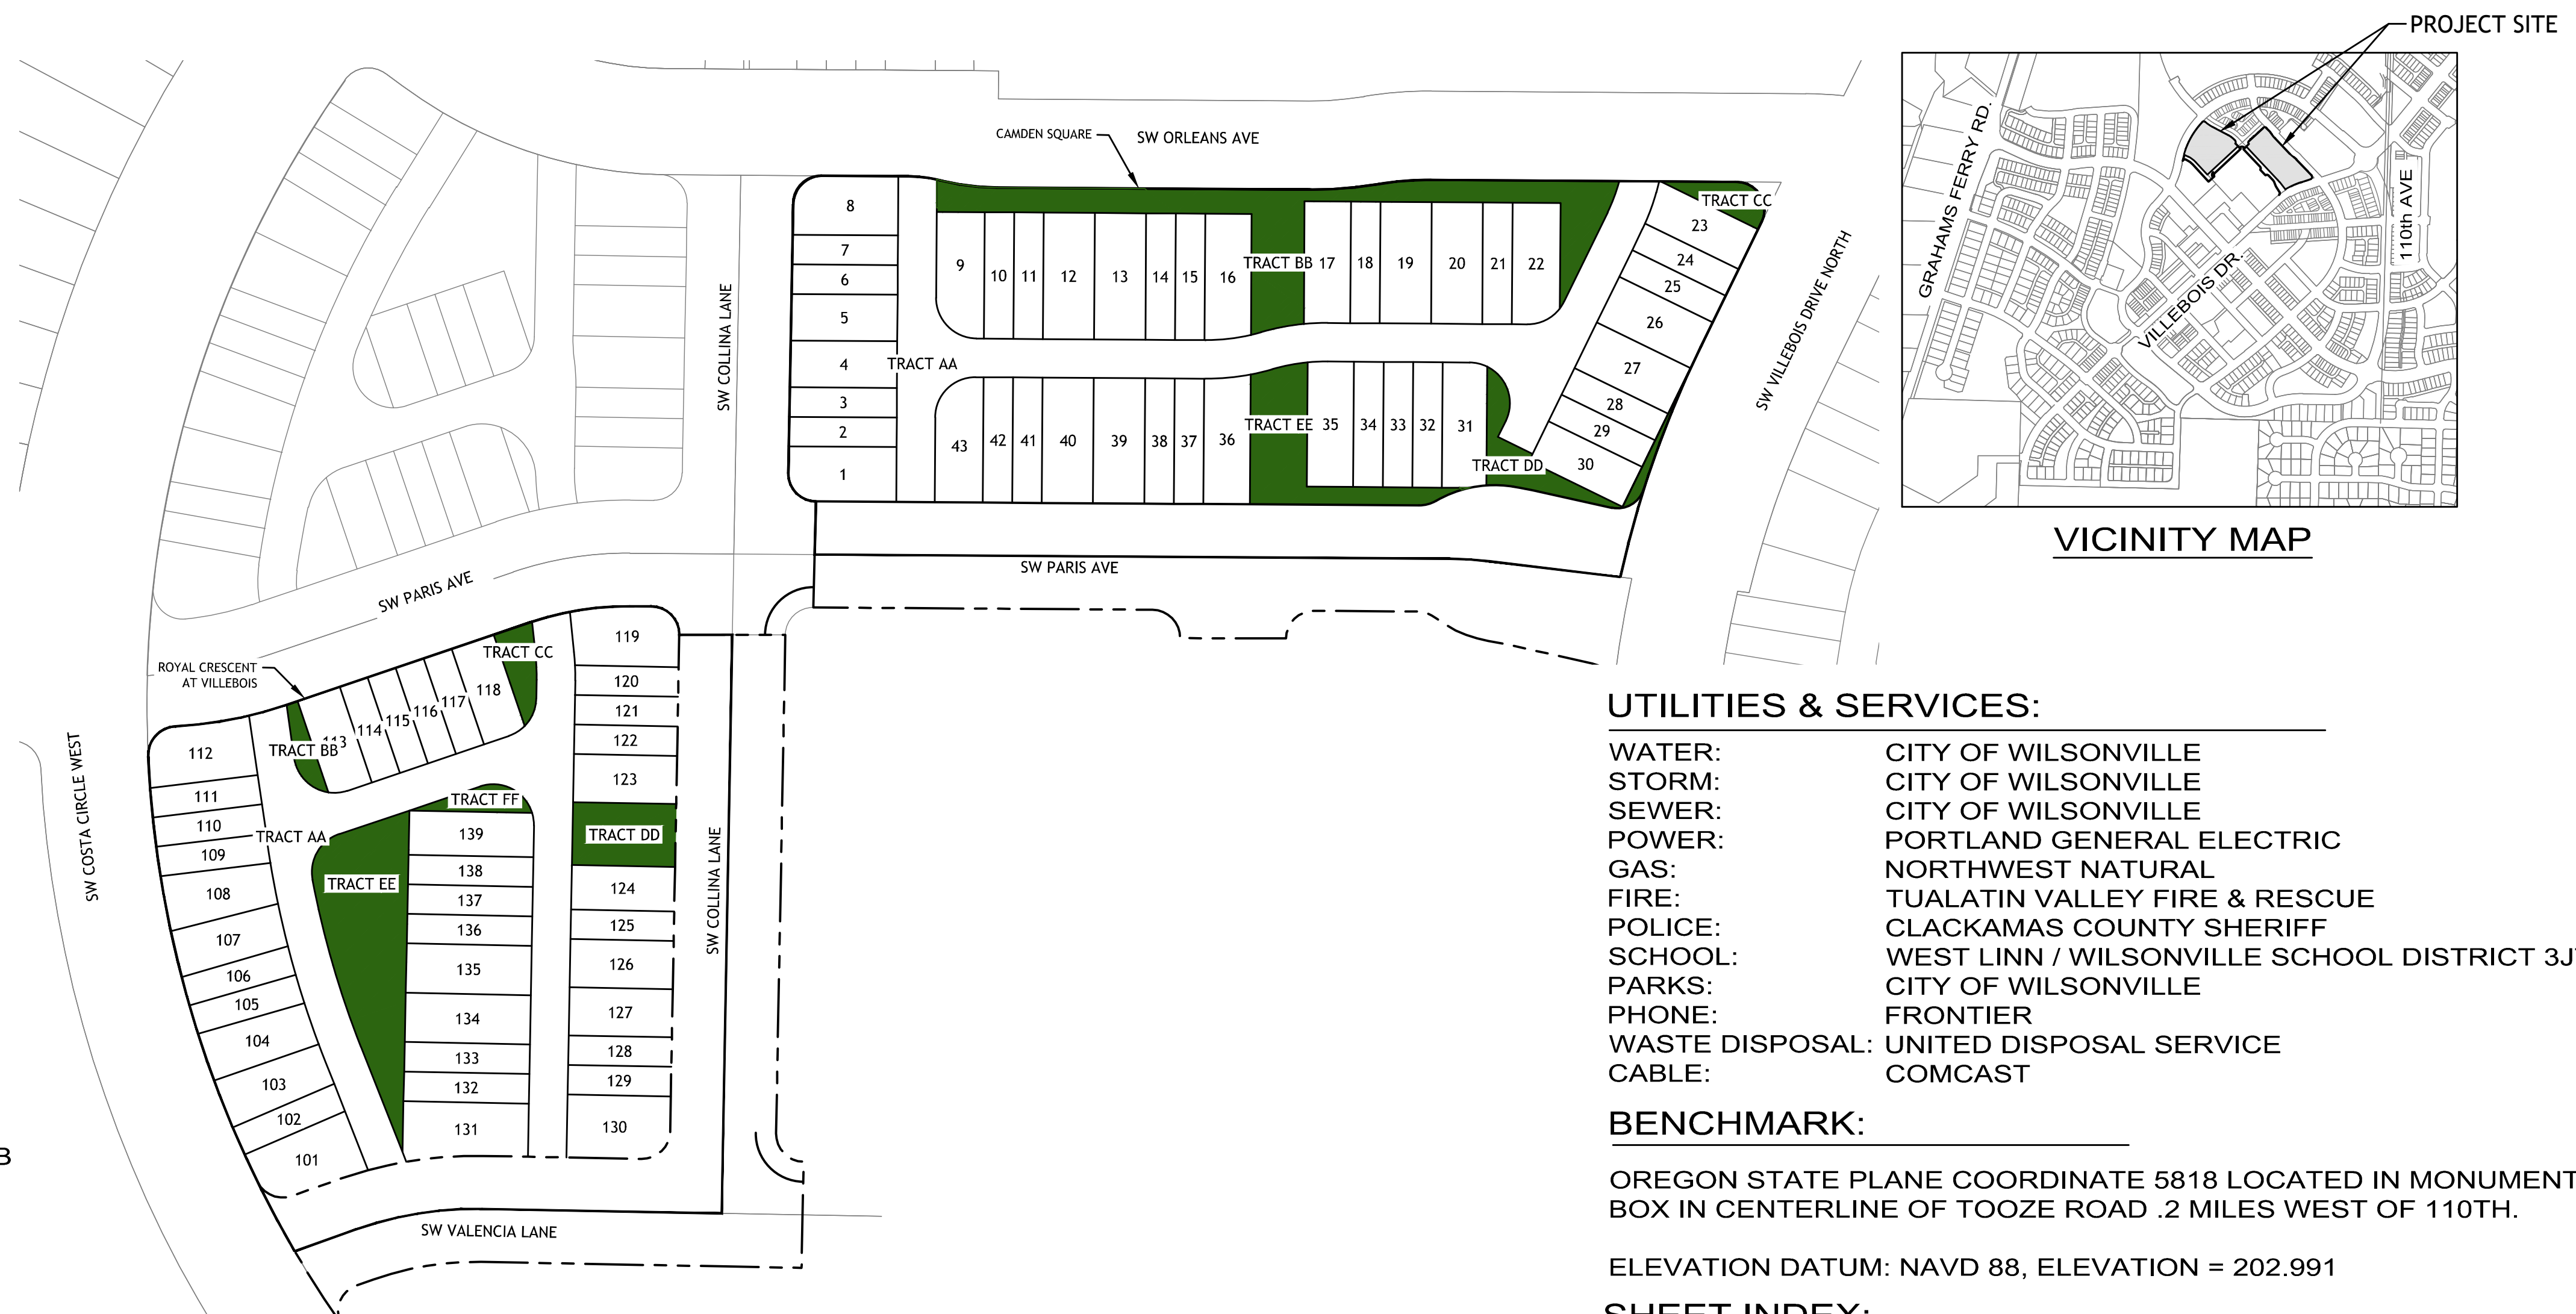 PROJECT SITE
GRAHAMS FERRY RD.
110th AVE
VILLEBOIS DR.
VICINITY MAP
CAMDEN SQUARE
SW ORLEANS AVE
SW COLLINA LANE
8
7
6
5
4
3
2
1
TRACT AA
9
10
11
12
13
14
15
16
TRACT BB
17
18
19
20
21
22
TRACT CC
23
24
25
26
27
28
29
30
SW VILLEBOIS DRIVE NORTH
43
42
41
40
39
38
37
36
TRACT EE
35
34
33
32
31
TRACT DD
SW PARIS AVE
SW PARIS AVE
ROYAL CRESCENT
AT VILLEBOIS
SW COSTA CIRCLE WEST
TRACT CC
TRACT BB
113
114
115
116
117
118
119
120
121
122
123
TRACT DD
124
125
126
127
128
129
130
SW COLLINA LANE
112
111
110
109
108
107
106
105
104
103
102
101
TRACT AA
TRACT FF
TRACT EE
139
138
137
136
135
134
133
132
131
SW VALENCIA LANE
B
UTILITIES & SERVICES:
WATER: CITY OF WILSONVILLE
STORM: CITY OF WILSONVILLE
SEWER: CITY OF WILSONVILLE
POWER: PORTLAND GENERAL ELECTRIC
GAS: NORTHWEST NATURAL
FIRE: TUALATIN VALLEY FIRE & RESCUE
POLICE: CLACKAMAS COUNTY SHERIFF
SCHOOL: WEST LINN / WILSONVILLE SCHOOL DISTRICT 3J
PARKS: CITY OF WILSONVILLE
PHONE: FRONTIER
WASTE DISPOSAL: UNITED DISPOSAL SERVICE
CABLE: COMCAST
BENCHMARK:
OREGON STATE PLANE COORDINATE 5818 LOCATED IN MONUMENT
BOX IN CENTERLINE OF TOOZE ROAD .2 MILES WEST OF 110TH.
ELEVATION DATUM: NAVD 88, ELEVATION = 202.991
SHEET INDEX: